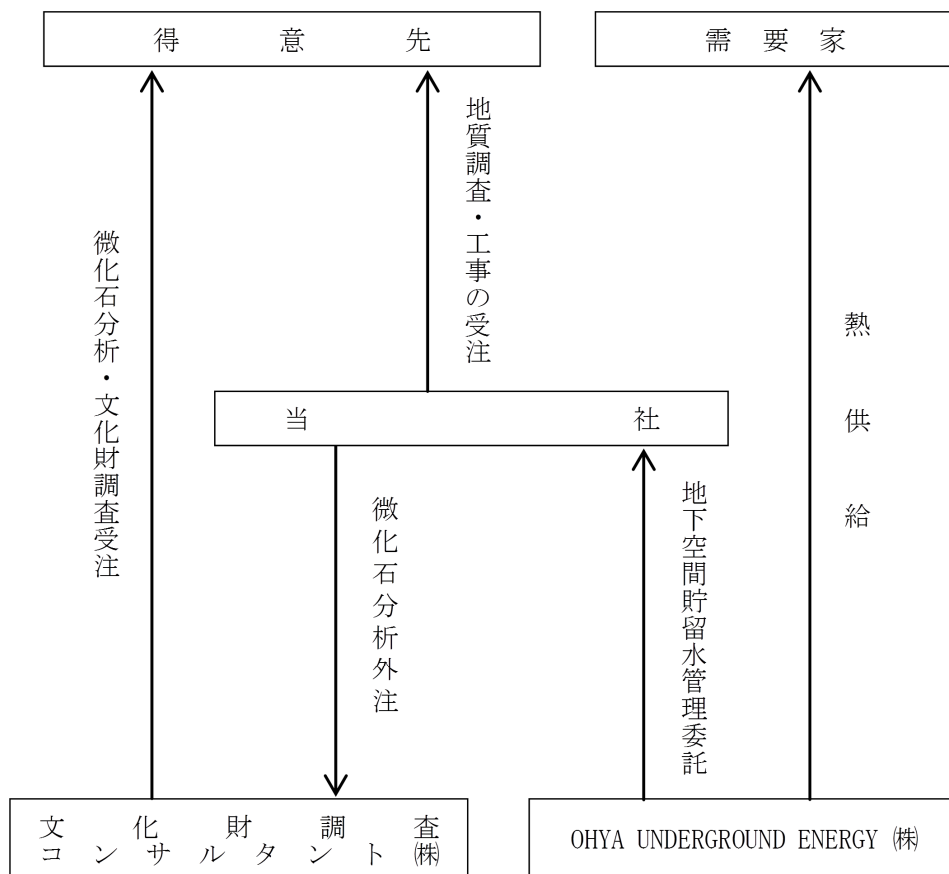 得意先
需要家
地質調査・工事の受注
微化石分析・文化財調査受注
熱供給
当社
微化石分析外注
地下空間貯留水管理委託
文化財調査
コンサルタント㈱
OHYA UNDERGROUND ENERGY ㈱